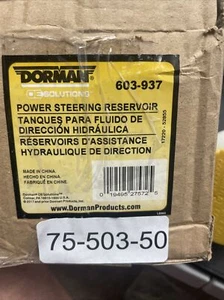 DORMAN®
OE SOLUTIONS
603-937
POWER STEERING RESERVOIR
TANQUES PARA FLUIDO DE
DIRECCIÓN HIDRÁULICA
RÉSERVOIRS D'ASSISTANCE
HYDRAULIQUE DE DIRECTION
MADE IN CHINA.
HECHO EN CHINA.
FABRIQUÉ EN CHINE.
www.DormanProducts.com
75-503-50